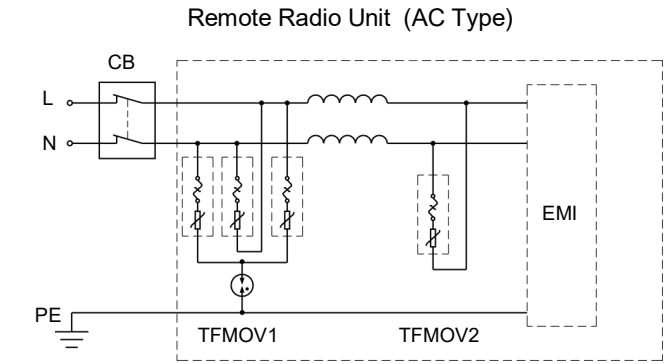 Remote Radio Unit (AC Type)
CB
L
N
EMI
PE
TFMOV1 TFMOV2